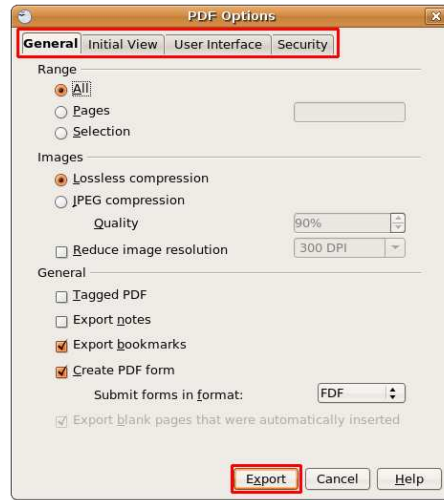 PDF Options
General Initial View User Interface Security
Range
All
Pages
Selection
Images
Lossless compression
JPEG compression
Quality 90%
Reduce image resolution 300 DPI
General
Tagged PDF
Export notes
Export bookmarks
Create PDF form
Submit forms in format: FDF
Export blank pages that were automatically inserted
Export Cancel Help